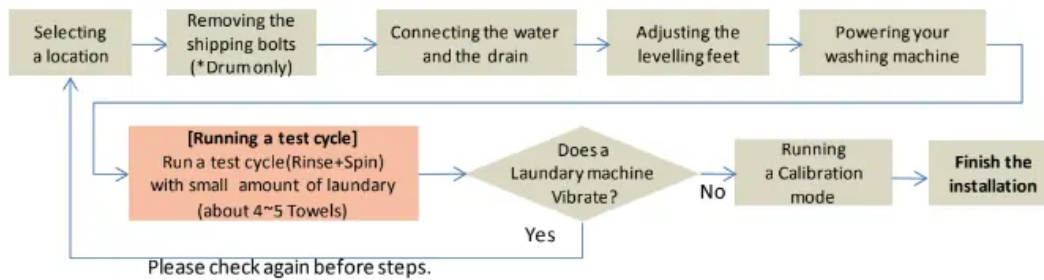 Selecting
a location
Removing the
shipping bolts
(*Drum only)
Connecting the water
and the drain
Adjusting the
levelling feet
Powering your
washing machine
[Running a test cycle]
Run a test cycle(Rinse+Spin)
with small amount of laundary
(about 4~5 Towels)
Does a
Laundary machine
Vibrate?
No
Running
a Calibration
mode
Finish the
installation
Yes
Please check again before steps.